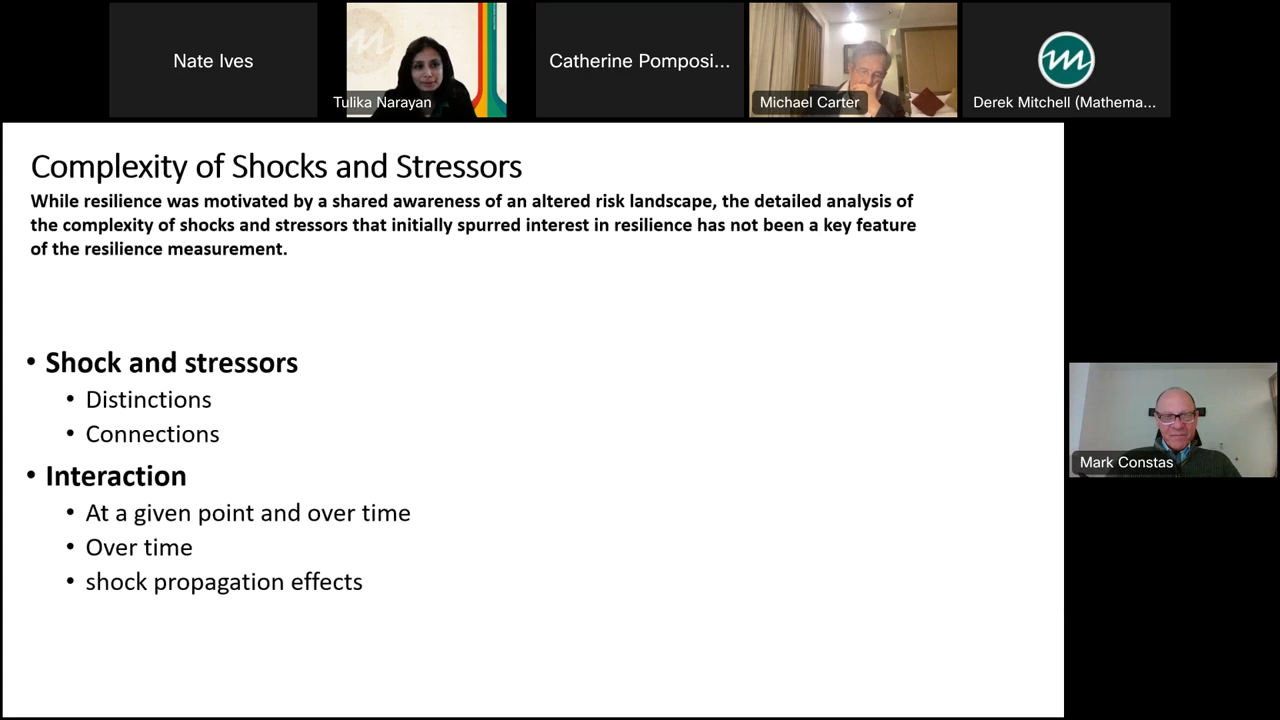 Nate Ives
Tulika Narayan
Catherine Pomposi...
Michael Carter
Derek Mitchell (Mathema...
Complexity of Shocks and Stressors
While resilience was motivated by a shared awareness of an altered risk landscape, the detailed analysis of
the complexity of shocks and stressors that initially spurred interest in resilience has not been a key feature
of the resilience measurement.
• Shock and stressors
• Distinctions
• Connections
• Interaction
• At a given point and over time
• Over time
• shock propagation effects
Mark Constas